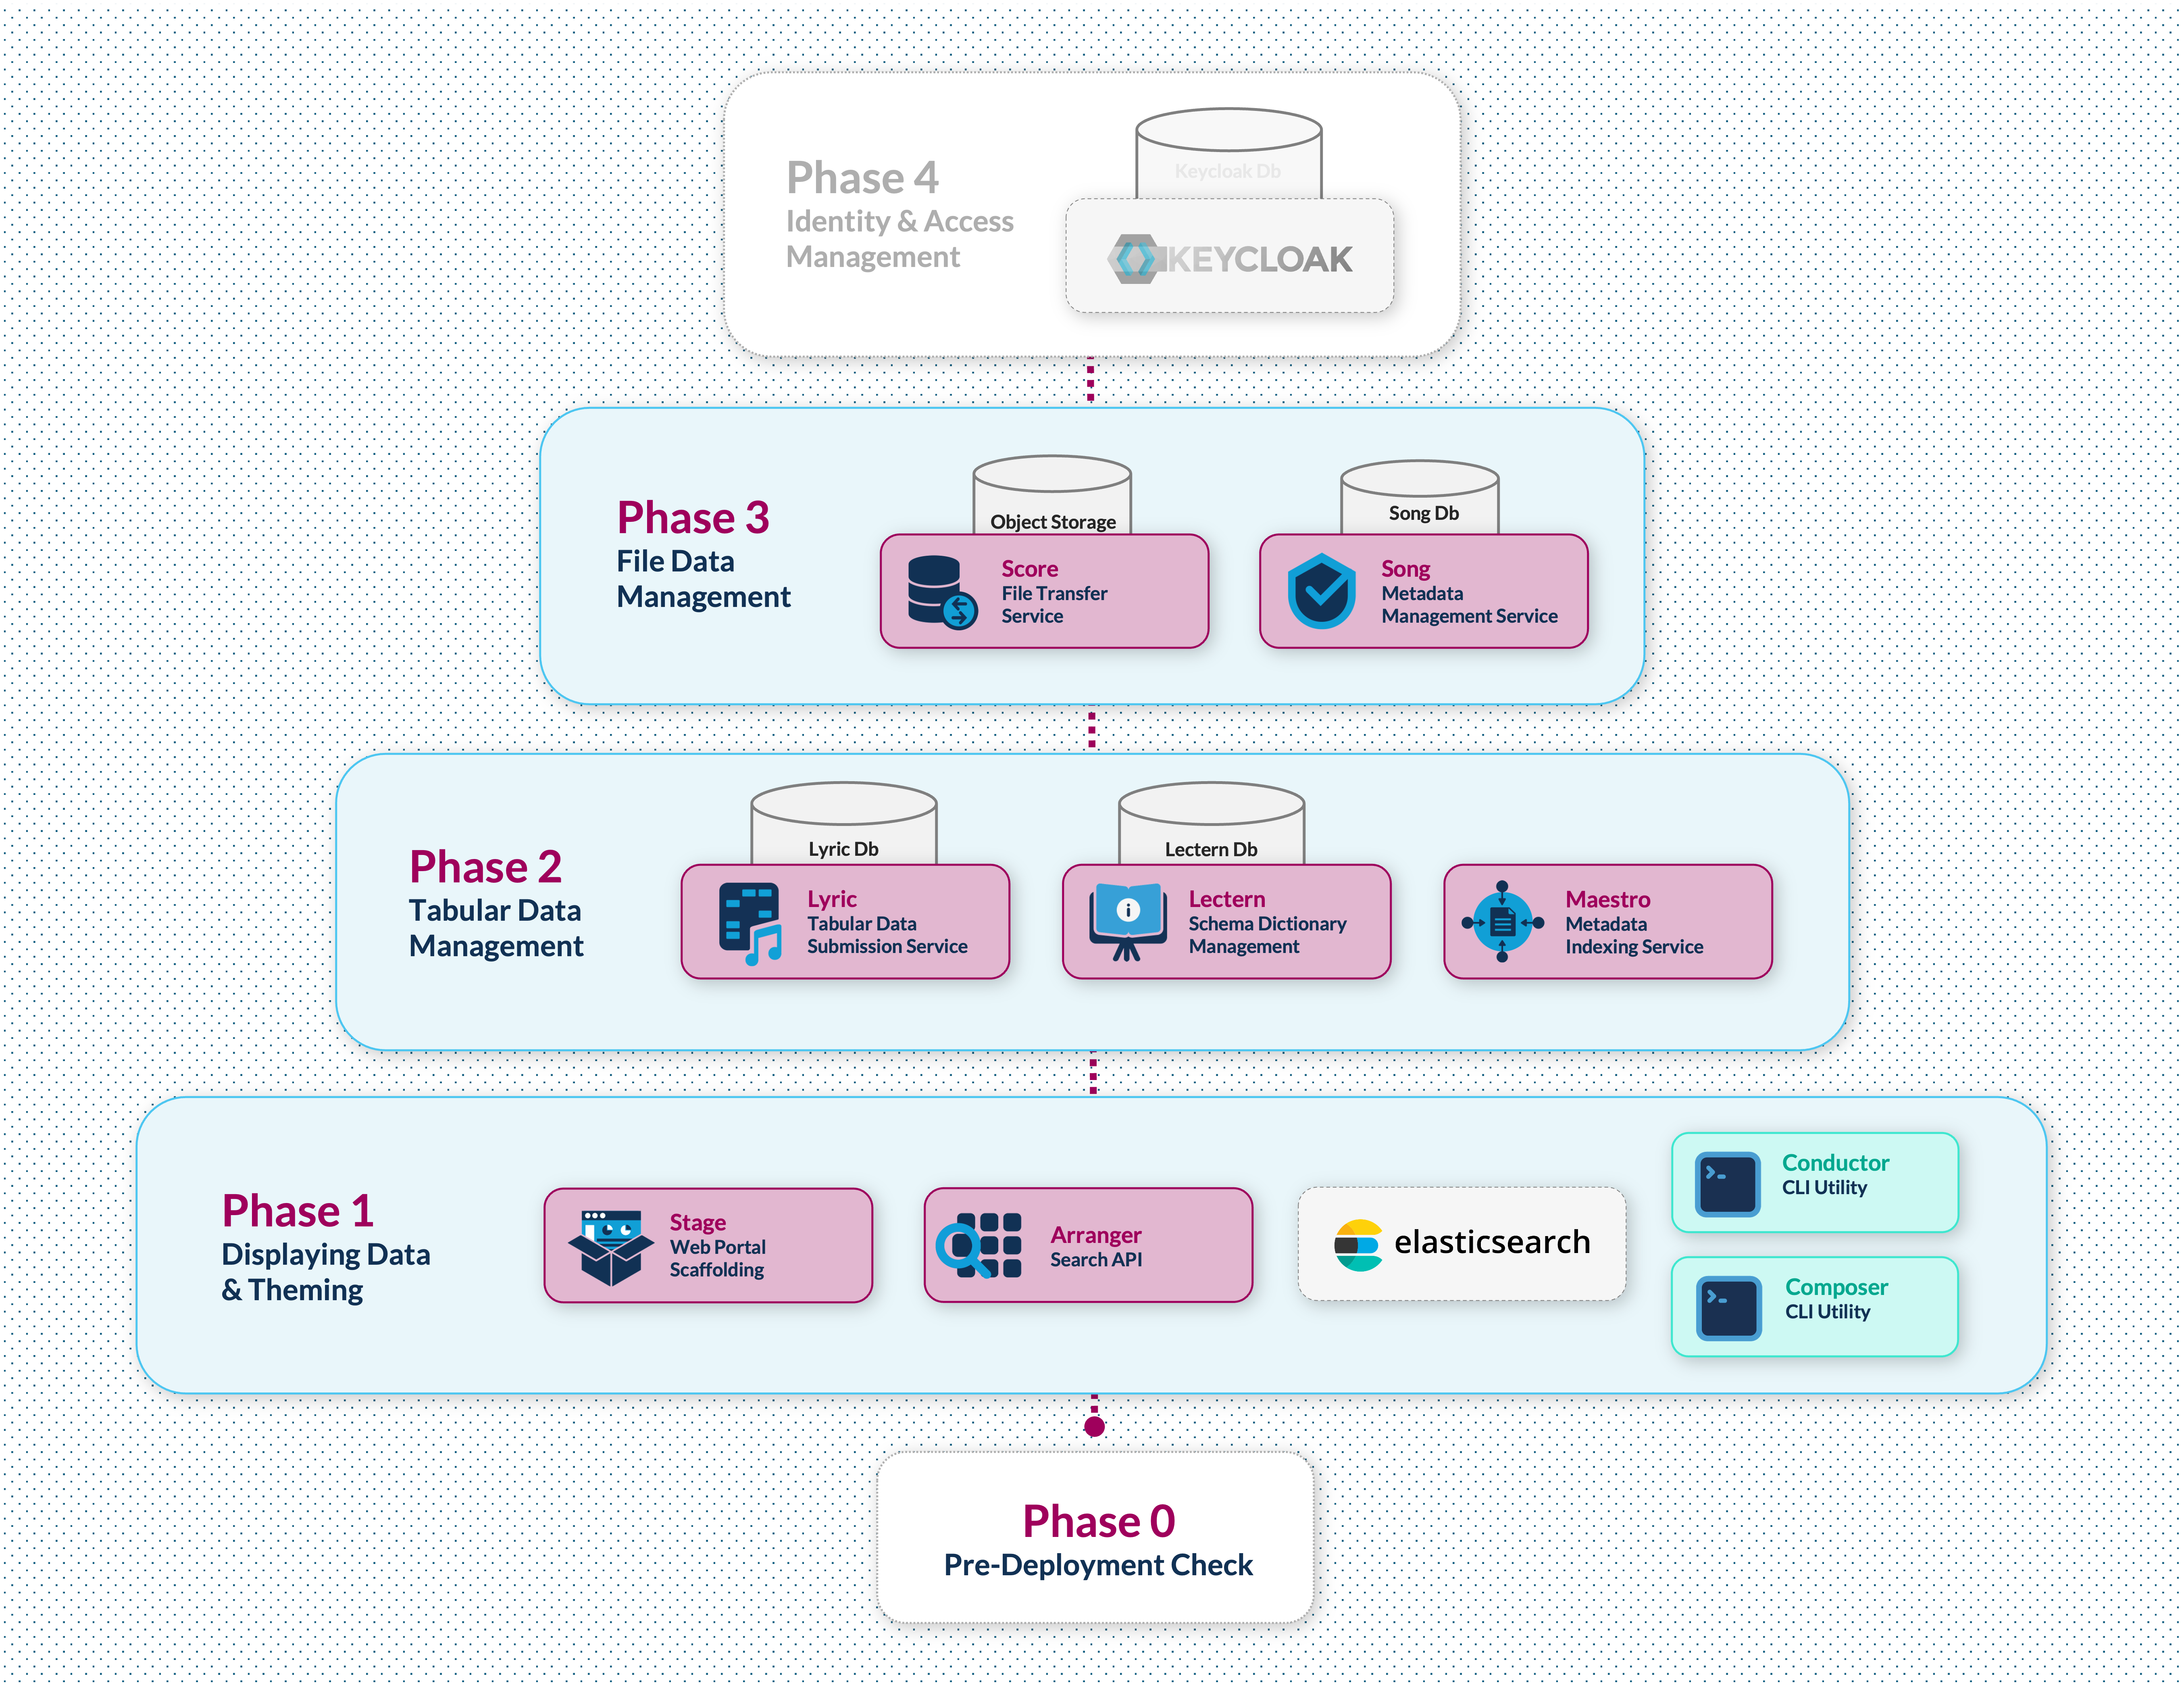 Phase 4
Identity & Access
Management
Keycloak Db
KEYCLOAK
Phase 3
File Data
Management
Object Storage
Score
File Transfer
Service
Song Db
Song
Metadata
Management Service
Phase 2
Tabular Data
Management
Lyric Db
Lyric
Tabular Data
Submission Service
Lectern Db
Lectern
Schema Dictionary
Management
Maestro
Metadata
Indexing Service
Phase 1
Displaying Data
& Theming
Stage
Web Portal
Scaffolding
Arranger
Search API
elasticsearch
Conductor
CLI Utility
Composer
CLI Utility
Phase 0
Pre-Deployment Check